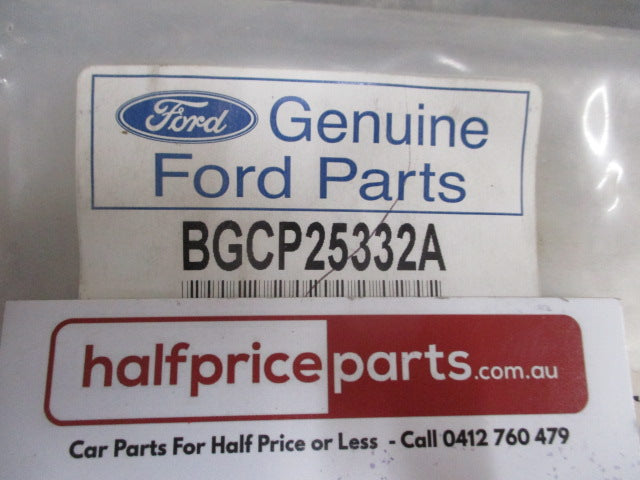 Ford Genuine
Ford Parts
BGCP25332A
halfpriceparts.com.au
Car Parts For Half Price or Less - Call 0412 760 479